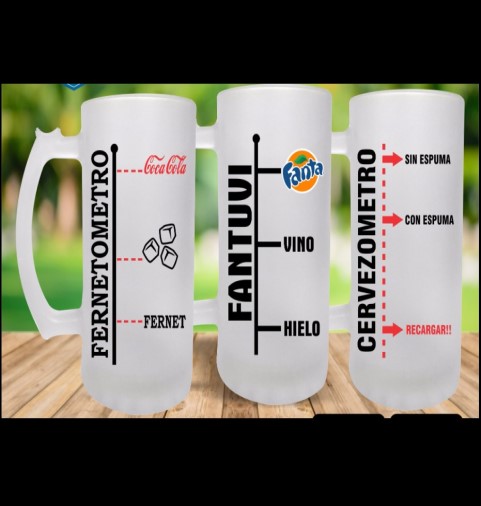 FERNETOMETRO
Coca Cola
FERNET
FANTUVI
Fanta
VINO
HIELO
CERVEZOMETRO
SIN ESPUMA
CON ESPUMA
RECARGAR!!